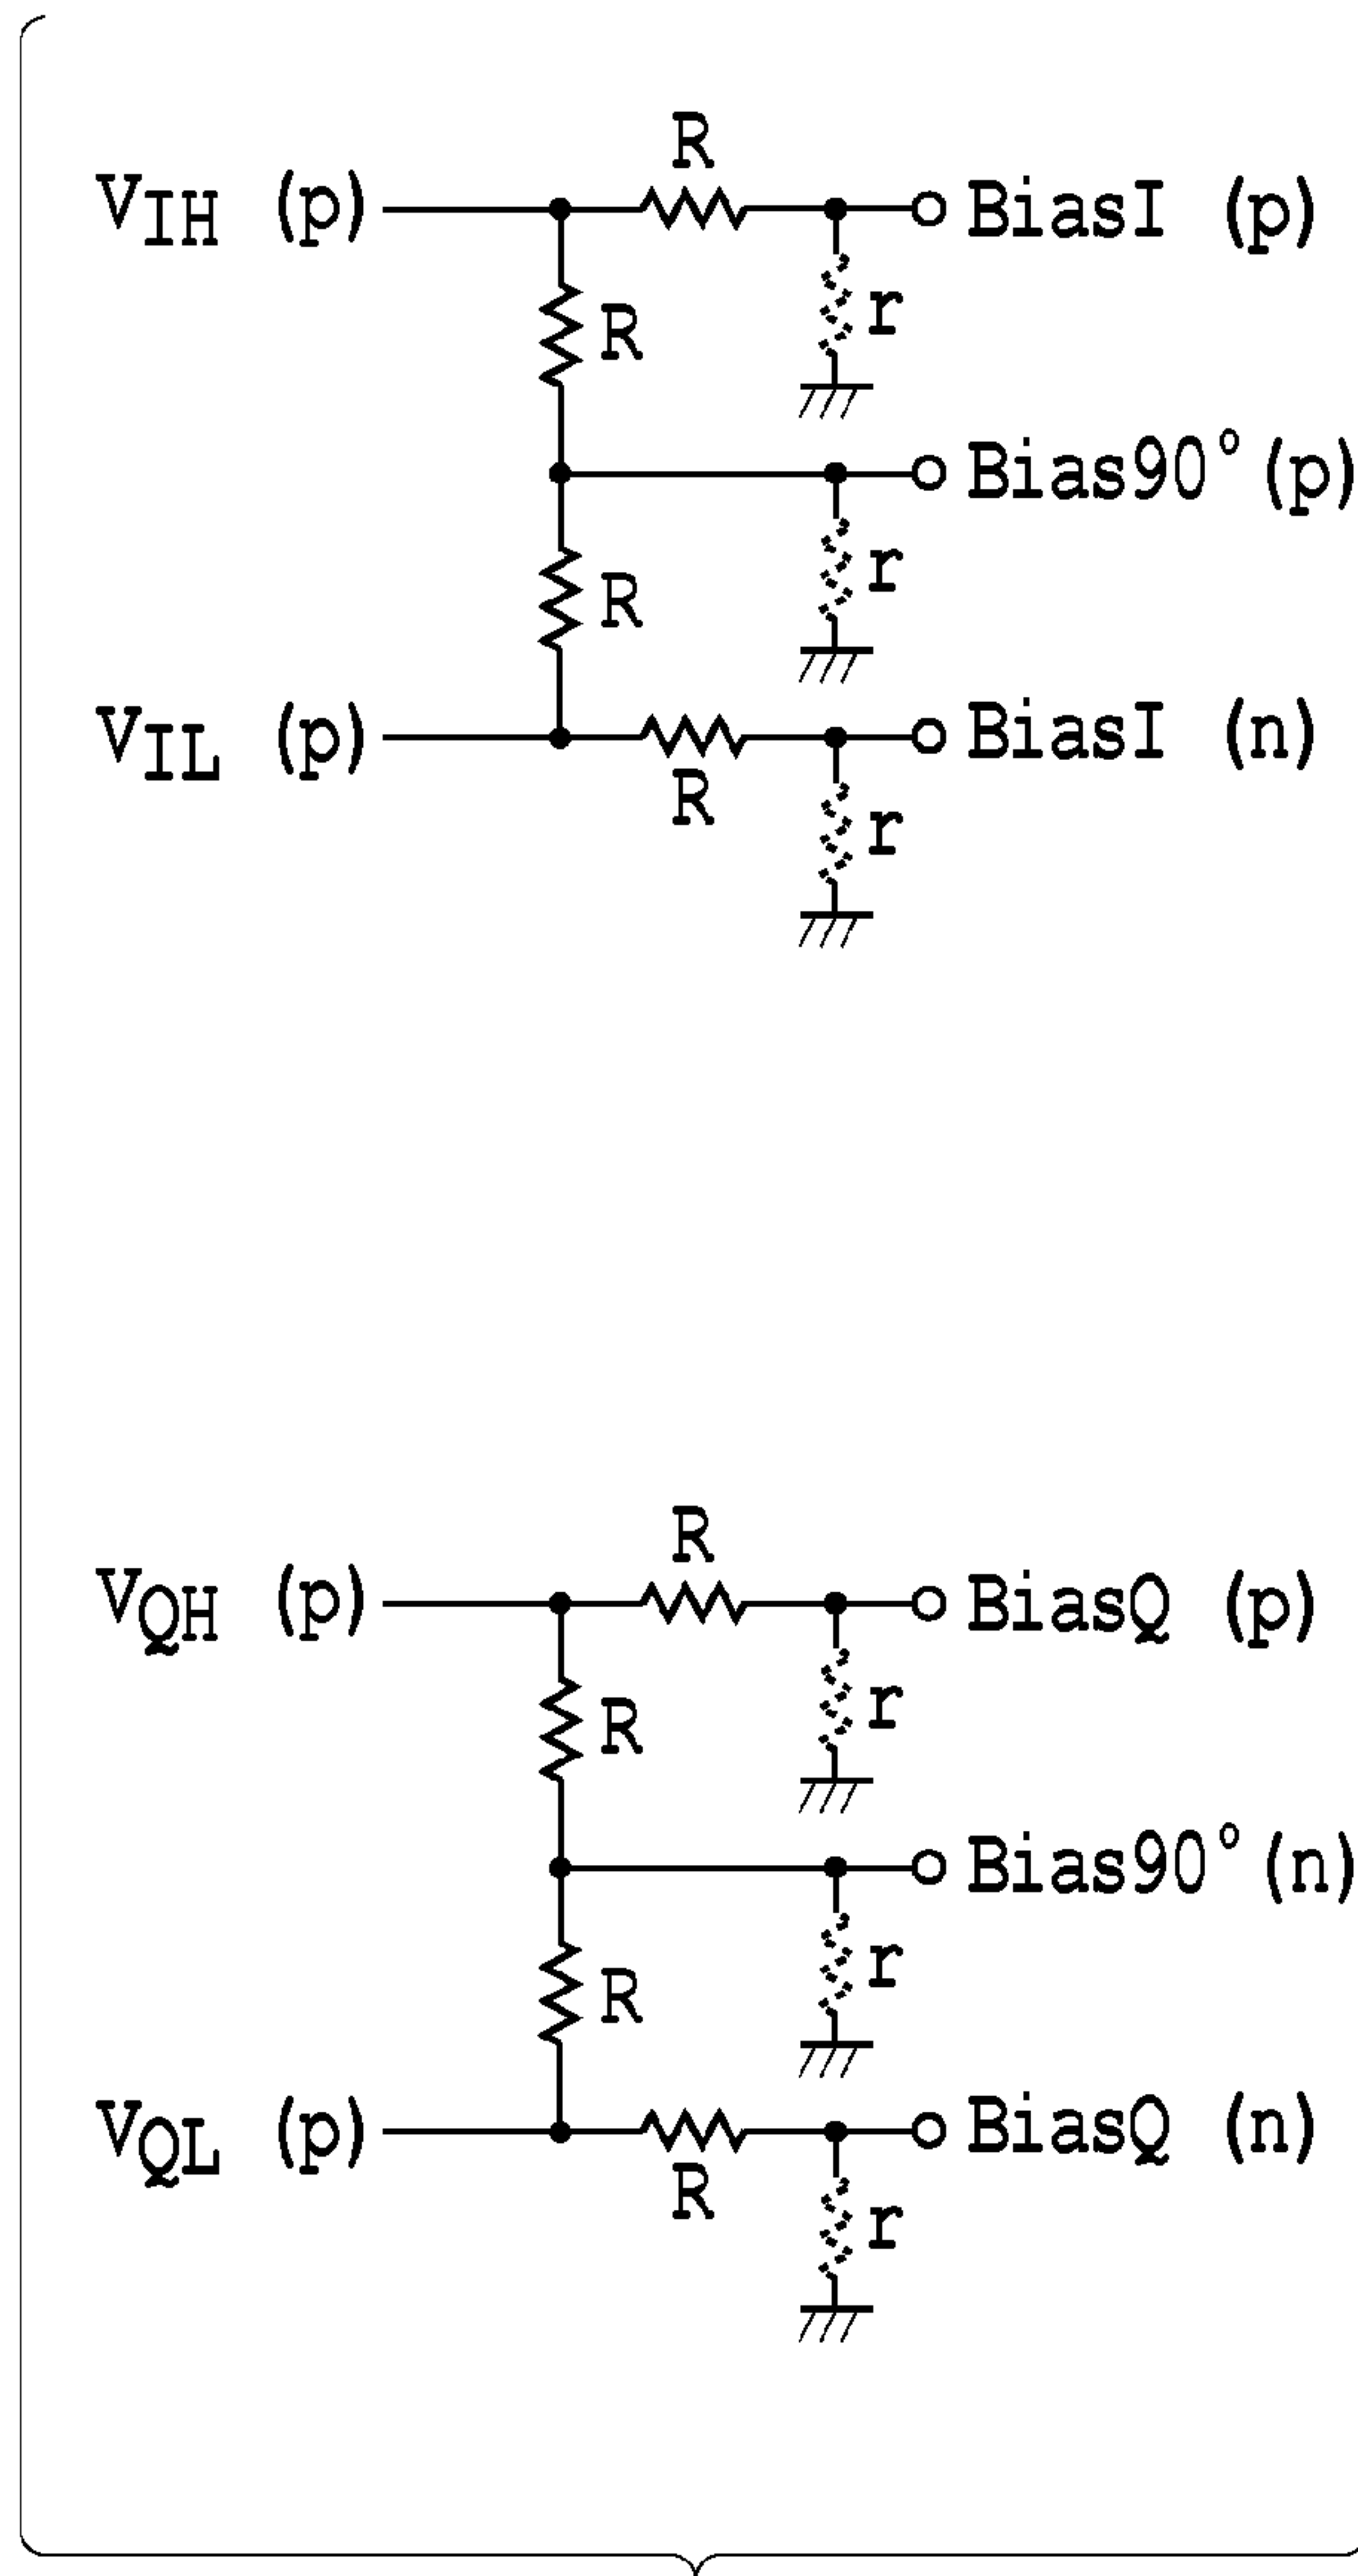 R
V_IH (p) BiasI (p)
R r
Bias90° (p)
R r
V_IL (p) BiasI (n)
R r
R
V_QH (p) BiasQ (p)
R r
Bias90° (n)
R r
V_QL (p) BiasQ (n)
R r